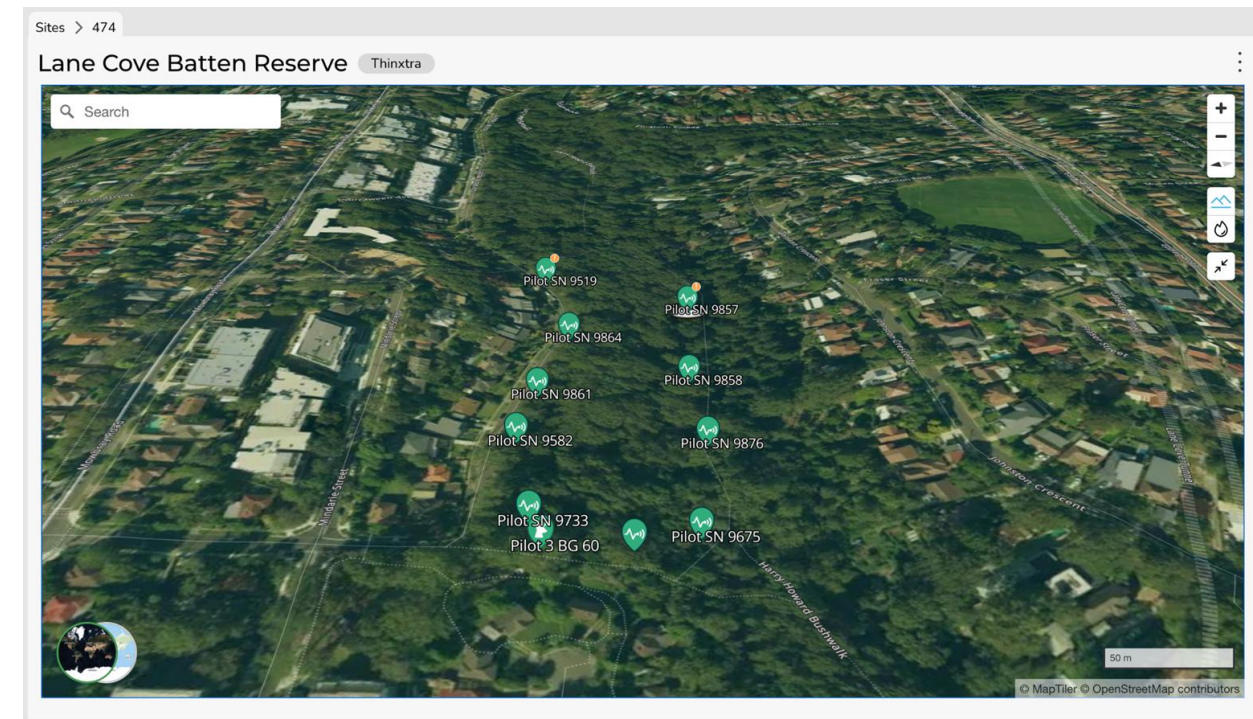 Sites > 474
Lane Cove Batten Reserve Thinxtra
Search
Pilot SN 9519
Pilot SN 9857
Pilot SN 9864
Pilot SN 9858
Pilot SN 9861
Pilot SN 9582
Pilot SN 9876
Mindarie Street
Johnston Crescent
Pilot SN 9733
Pilot SN 9675
Pilot 3 BG 60
Harry Howard Bushwalk
50 m
© MapTiler © OpenStreetMap contributors